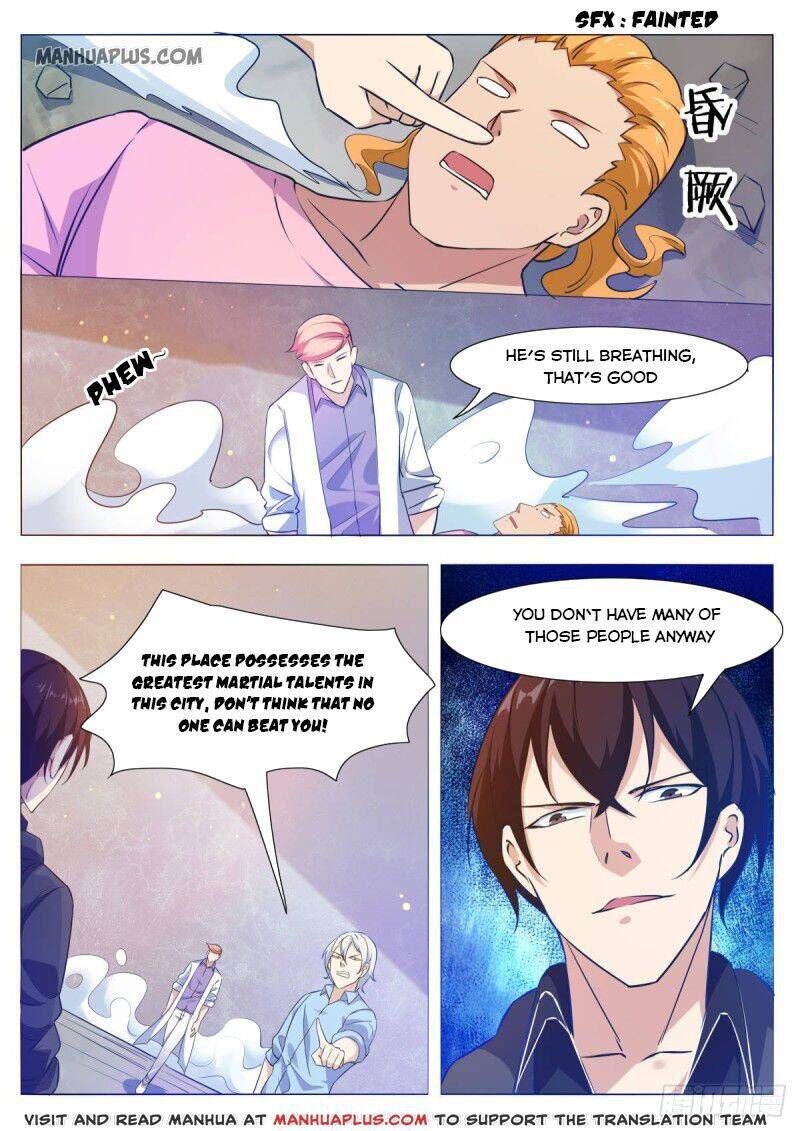 SFX : FAINTED
MANHUAPLUS.COM
昏
厥
PHEW~
HE'S STILL BREATHING,
THAT'S GOOD
THIS PLACE POSSESSES THE
GREATEST MARTIAL TALENTS IN
THIS CITY, DON'T THINK THAT NO
ONE CAN BEAT YOU!
YOU DON'T HAVE MANY OF
THOSE PEOPLE ANYWAY
VISIT AND READ MANHUA AT MANHUAPLUS.COM TO SUPPORT THE TRANSLATION TEAM